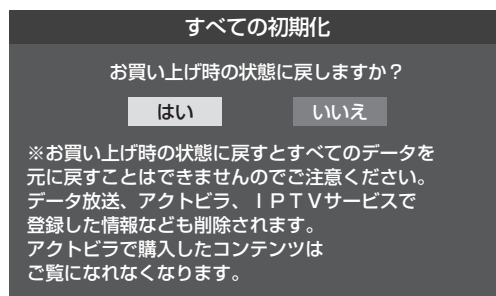 すべての初期化
お買い上げ時の状態に戻しますか？
はい いいえ
※お買い上げ時の状態に戻すとすべてのデータを
元に戻すことはできませんのでご注意ください。
データ放送、アクトビラ、ＩＰＴＶサービスで
登録した情報なども削除されます。
アクトビラで購入したコンテンツは
ご覧になれなくなります。